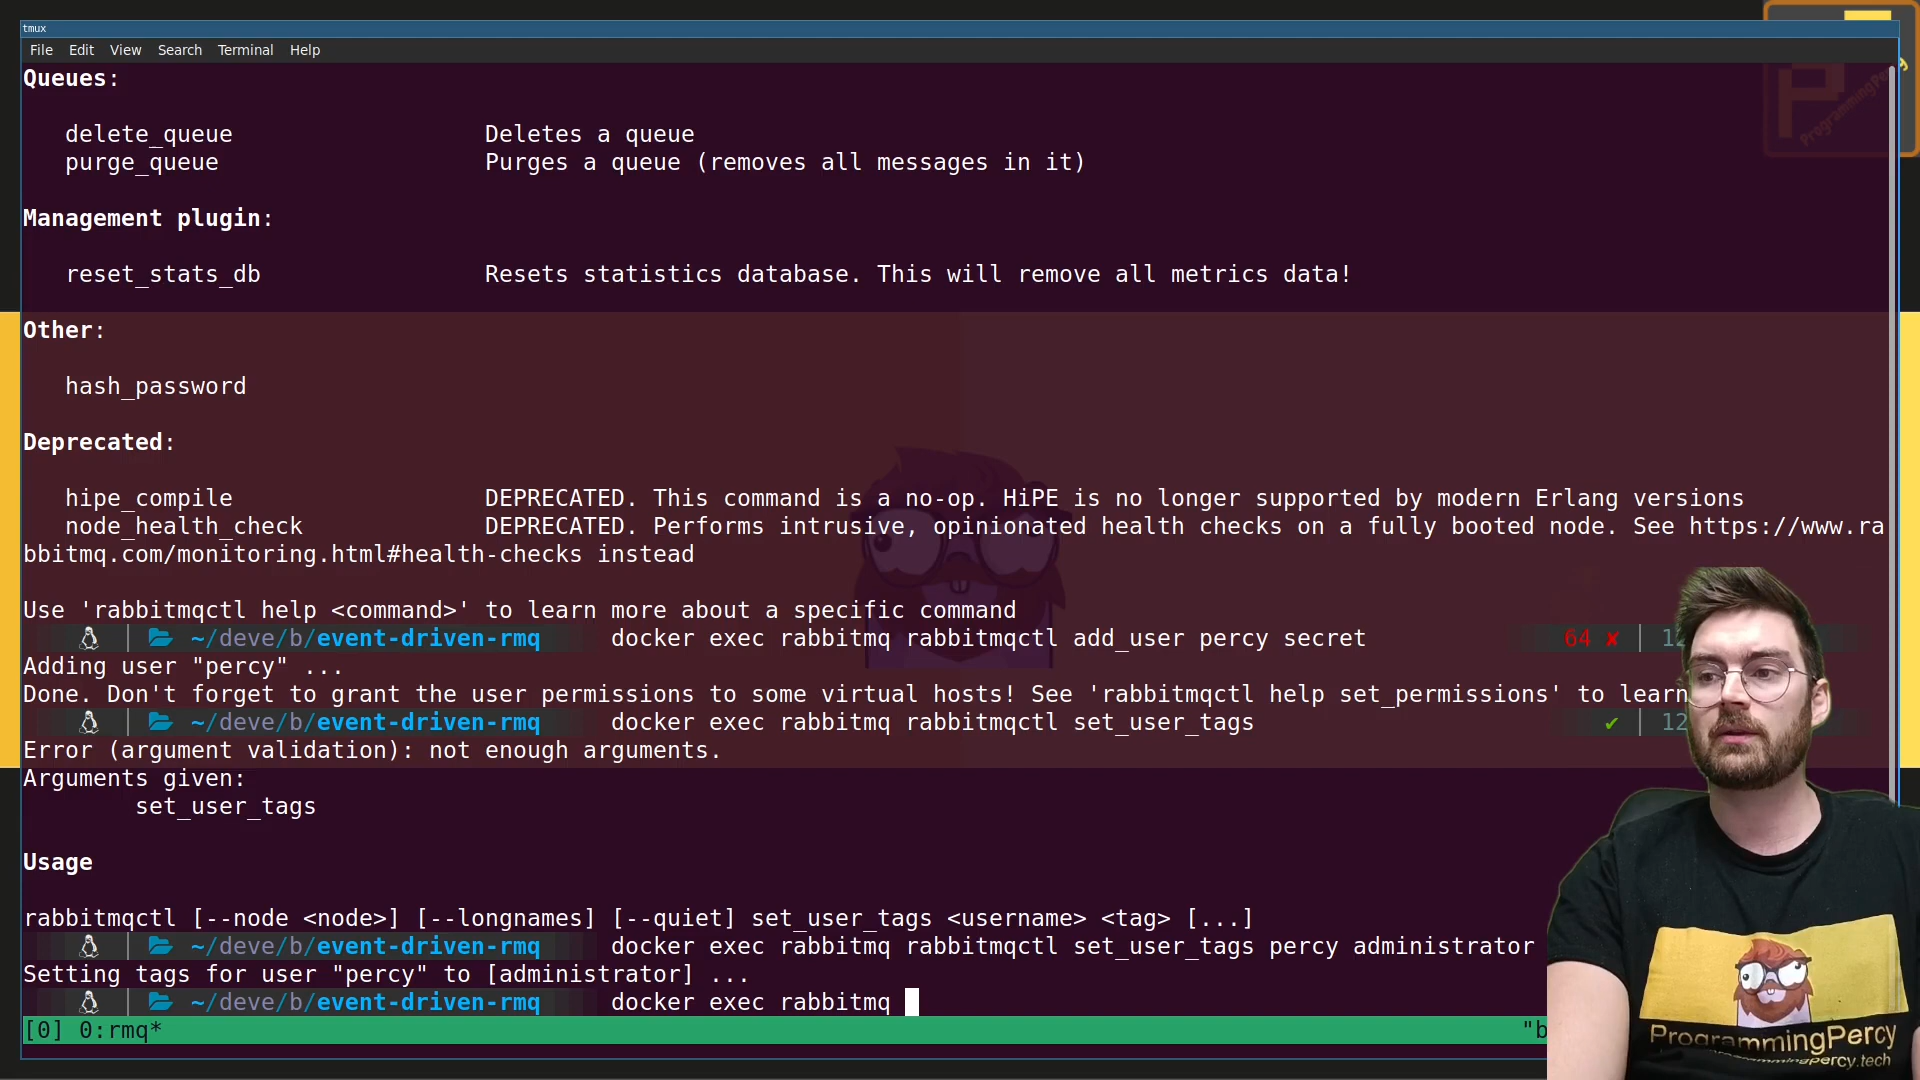 tmux
File Edit View Search Terminal Help
Queues:
delete_queue Deletes a queue
purge_queue Purges a queue (removes all messages in it)
Management plugin:
reset_stats_db Resets statistics database. This will remove all metrics data!
Other:
hash_password
Deprecated:
hipe_compile DEPRECATED. This command is a no-op. HiPE is no longer supported by modern Erlang versions
node_health_check DEPRECATED. Performs intrusive, opinionated health checks on a fully booted node. See https://www.ra
bbitmq.com/monitoring.html#health-checks instead
Use 'rabbitmqctl help <command>' to learn more about a specific command
~/deve/b/event-driven-rmq docker exec rabbitmq rabbitmqctl add_user percy secret 64 ✘ 12
Adding user "percy" ...
Done. Don't forget to grant the user permissions to some virtual hosts! See 'rabbitmqctl help set_permissions' to learn
~/deve/b/event-driven-rmq docker exec rabbitmq rabbitmqctl set_user_tags ✔ 12
Error (argument validation): not enough arguments.
Arguments given:
set_user_tags
Usage
rabbitmqctl [--node <node>] [--longnames] [--quiet] set_user_tags <username> <tag> [...]
~/deve/b/event-driven-rmq docker exec rabbitmq rabbitmqctl set_user_tags percy administrator
Setting tags for user "percy" to [administrator] ...
~/deve/b/event-driven-rmq docker exec rabbitmq
[0] 0:rmq* "b
ProgrammingPercy
programmingpercy.tech